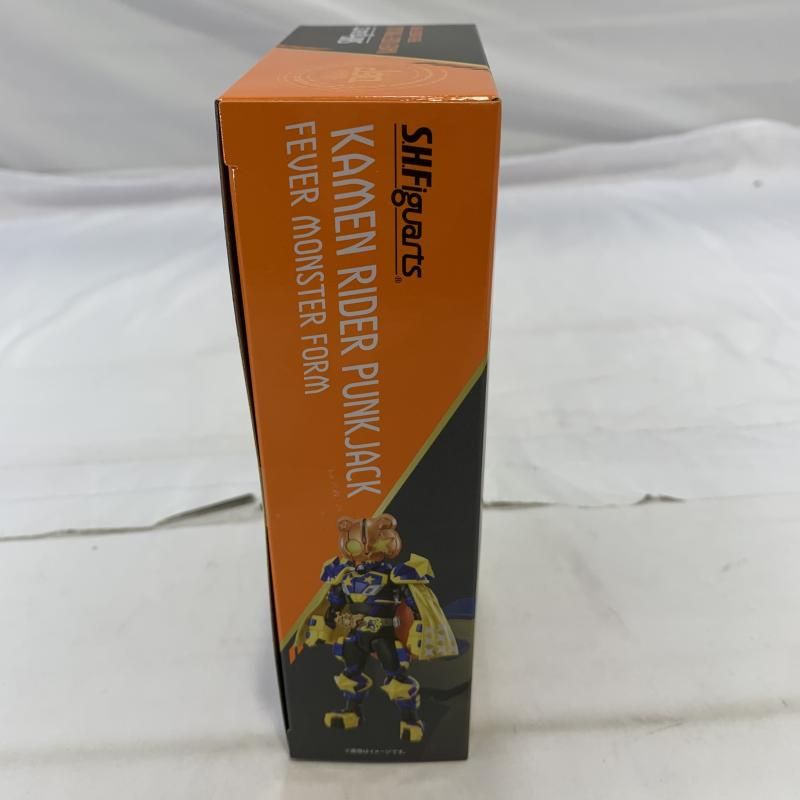 S.H.Figuarts®
KAMEN RIDER PUNKJACK
FEVER MONSTER FORM
※画像はイメージです。